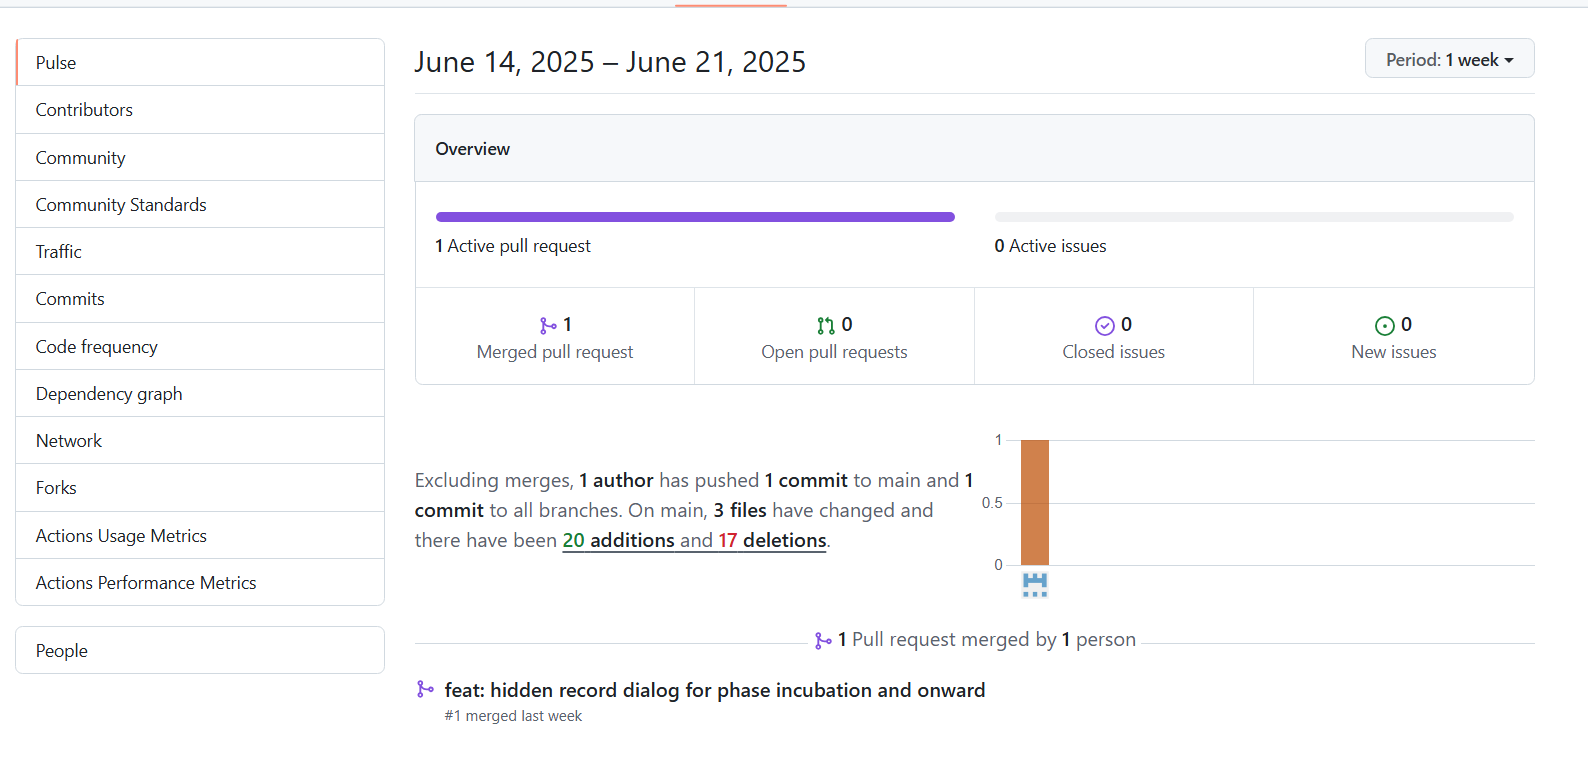 Pulse
Contributors
Community
Community Standards
Traffic
Commits
Code frequency
Dependency graph
Network
Forks
Actions Usage Metrics
Actions Performance Metrics
People
June 14, 2025 – June 21, 2025
Period: 1 week
Overview
1 Active pull request
0 Active issues
1
Merged pull request
0
Open pull requests
0
Closed issues
0
New issues
Excluding merges, 1 author has pushed 1 commit to main and 1
commit to all branches. On main, 3 files have changed and
there have been 20 additions and 17 deletions.
1
0.5
0
1 Pull request merged by 1 person
feat: hidden record dialog for phase incubation and onward
#1 merged last week